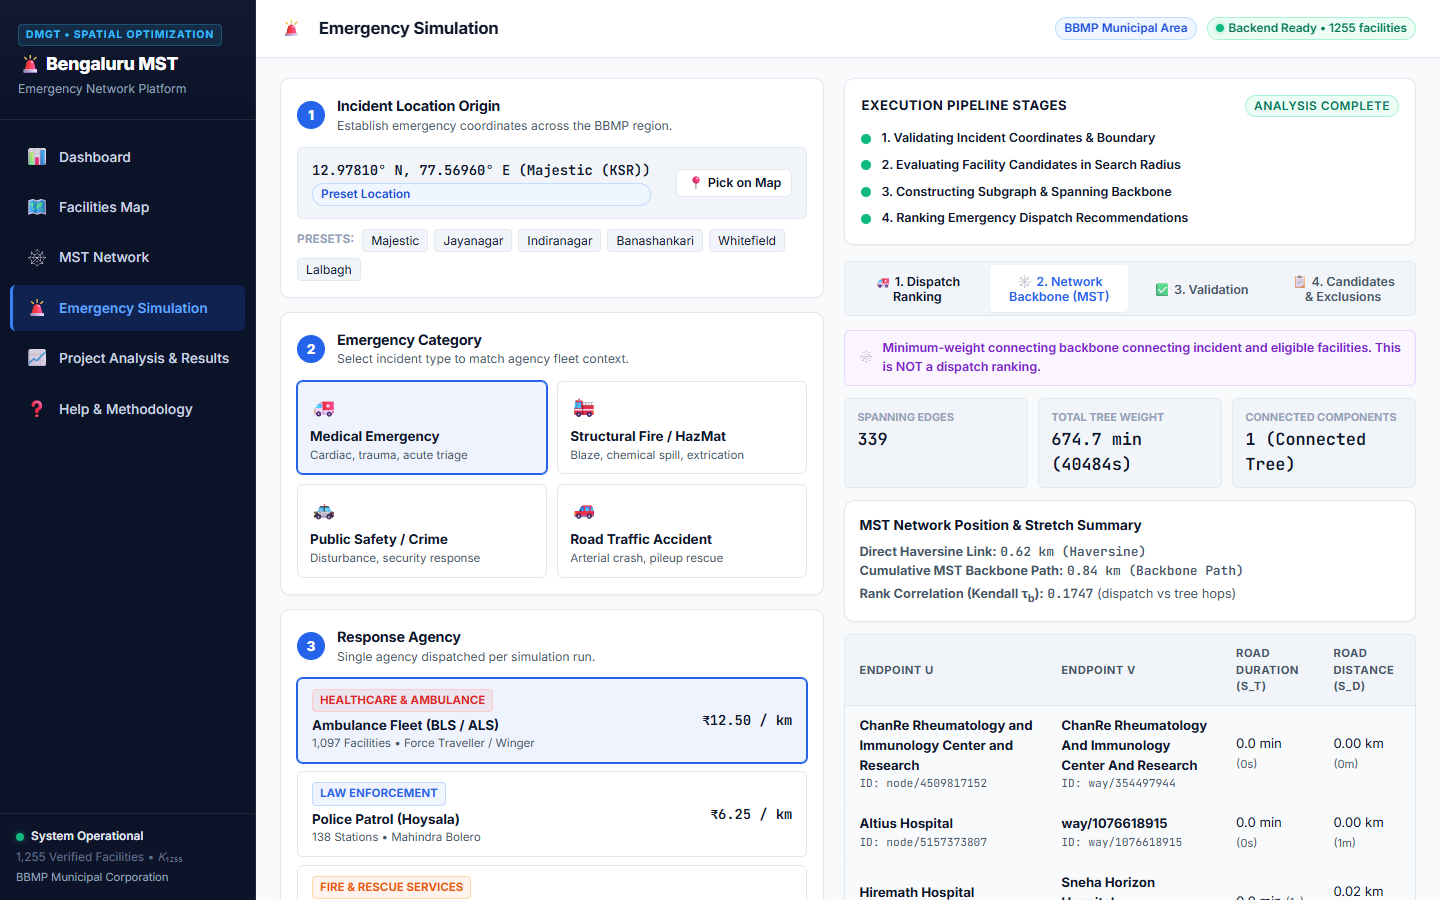 DMGT • SPATIAL OPTIMIZATION
Bengaluru MST
Emergency Network Platform
Dashboard
Facilities Map
MST Network
Emergency Simulation
Project Analysis & Results
Help & Methodology
System Operational
1,255 Verified Facilities • K₁₂₅₅
BBMP Municipal Corporation
Emergency Simulation
BBMP Municipal Area
Backend Ready • 1255 facilities
1
Incident Location Origin
Establish emergency coordinates across the BBMP region.
12.97810° N, 77.56960° E (Majestic (KSR))
Preset Location
Pick on Map
PRESETS:
Majestic
Jayanagar
Indiranagar
Banashankari
Whitefield
Lalbagh
2
Emergency Category
Select incident type to match agency fleet context.
Medical Emergency
Cardiac, trauma, acute triage
Structural Fire / HazMat
Blaze, chemical spill, extrication
Public Safety / Crime
Disturbance, security response
Road Traffic Accident
Arterial crash, pileup rescue
3
Response Agency
Single agency dispatched per simulation run.
HEALTHCARE & AMBULANCE
Ambulance Fleet (BLS / ALS)
1,097 Facilities • Force Traveller / Winger
₹12.50 / km
LAW ENFORCEMENT
Police Patrol (Hoysala)
138 Stations • Mahindra Bolero
₹6.25 / km
FIRE & RESCUE SERVICES
EXECUTION PIPELINE STAGES
ANALYSIS COMPLETE
1. Validating Incident Coordinates & Boundary
2. Evaluating Facility Candidates in Search Radius
3. Constructing Subgraph & Spanning Backbone
4. Ranking Emergency Dispatch Recommendations
1. Dispatch
Ranking
2. Network
Backbone (MST)
3. Validation
4. Candidates
& Exclusions
Minimum-weight connecting backbone connecting incident and eligible facilities. This
is NOT a dispatch ranking.
SPANNING EDGES
339
TOTAL TREE WEIGHT
674.7 min
(40484s)
CONNECTED COMPONENTS
1 (Connected
Tree)
MST Network Position & Stretch Summary
Direct Haversine Link: 0.62 km (Haversine)
Cumulative MST Backbone Path: 0.84 km (Backbone Path)
Rank Correlation (Kendall τb): 0.1747 (dispatch vs tree hops)
ENDPOINT U
ENDPOINT V
ROAD
DURATION
(S_T)
ROAD
DISTANCE
(S_D)
ChanRe Rheumatology and
Immunology Center and
Research
ID: node/4509817152
ChanRe Rheumatology
And Immunology
Center And Research
ID: way/354497944
0.0 min
(0s)
0.00 km
(0m)
Altius Hospital
ID: node/5157373807
way/1076618915
ID: way/1076618915
0.0 min
(0s)
0.00 km
(1m)
Hiremath Hospital
Sneha Horizon
0.02 km